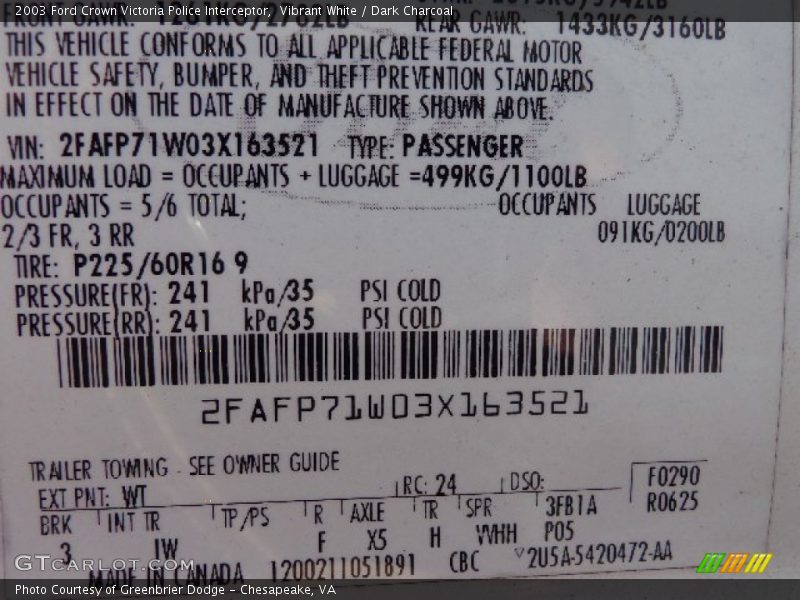 2003 Ford Crown Victoria Police Interceptor, Vibrant White / Dark Charcoal
FRONT GAWR: REAR GAWR: 1433KG/3160LB
THIS VEHICLE CONFORMS TO ALL APPLICABLE FEDERAL MOTOR
VEHICLE SAFETY, BUMPER, AND THEFT PREVENTION STANDARDS
IN EFFECT ON THE DATE OF MANUFACTURE SHOWN ABOVE.
VIN: 2FAFP71W03X163521 TYPE: PASSENGER
MAXIMUM LOAD = OCCUPANTS + LUGGAGE =499KG/1100LB
OCCUPANTS = 5/6 TOTAL; OCCUPANTS LUGGAGE
2/3 FR, 3 RR 091KG/0200LB
TIRE: P225/60R16 9
PRESSURE(FR): 241 kPa/35 PSI COLD
PRESSURE(RR): 241 kPa/35 PSI COLD
2FAFP71W03X163521
TRAILER TOWING - SEE OWNER GUIDE
EXT PNT: WT RC: 24 DSO: F0290
BRK INT TR TP/PS R AXLE TR SPR 3FB1A R0625
3 IW F X5 H VVHH P05
MADE IN CANADA 1200211051891 CBC 2U5A-5420472-AA
GTCarLot.com
Photo Courtesy of Greenbrier Dodge - Chesapeake, VA